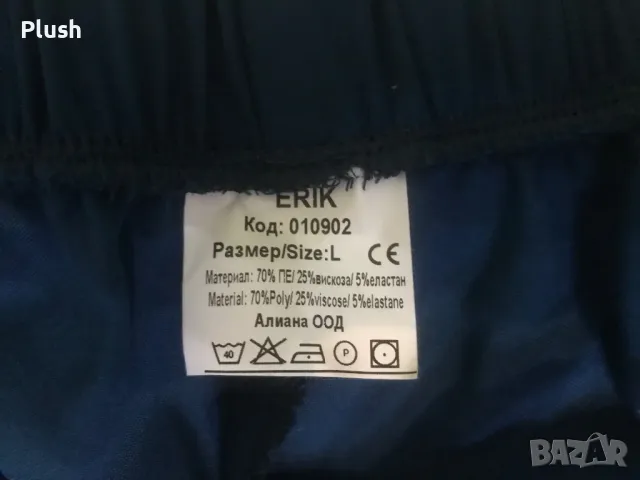 Plush
ERIK
Код: 010902
Размер/Size:L CE
Материал: 70% ПЕ/ 25%вискоза/ 5%еластан
Material: 70%Poly/ 25%viscose/ 5%elastane
Алиана ООД
40 P
BAZAR